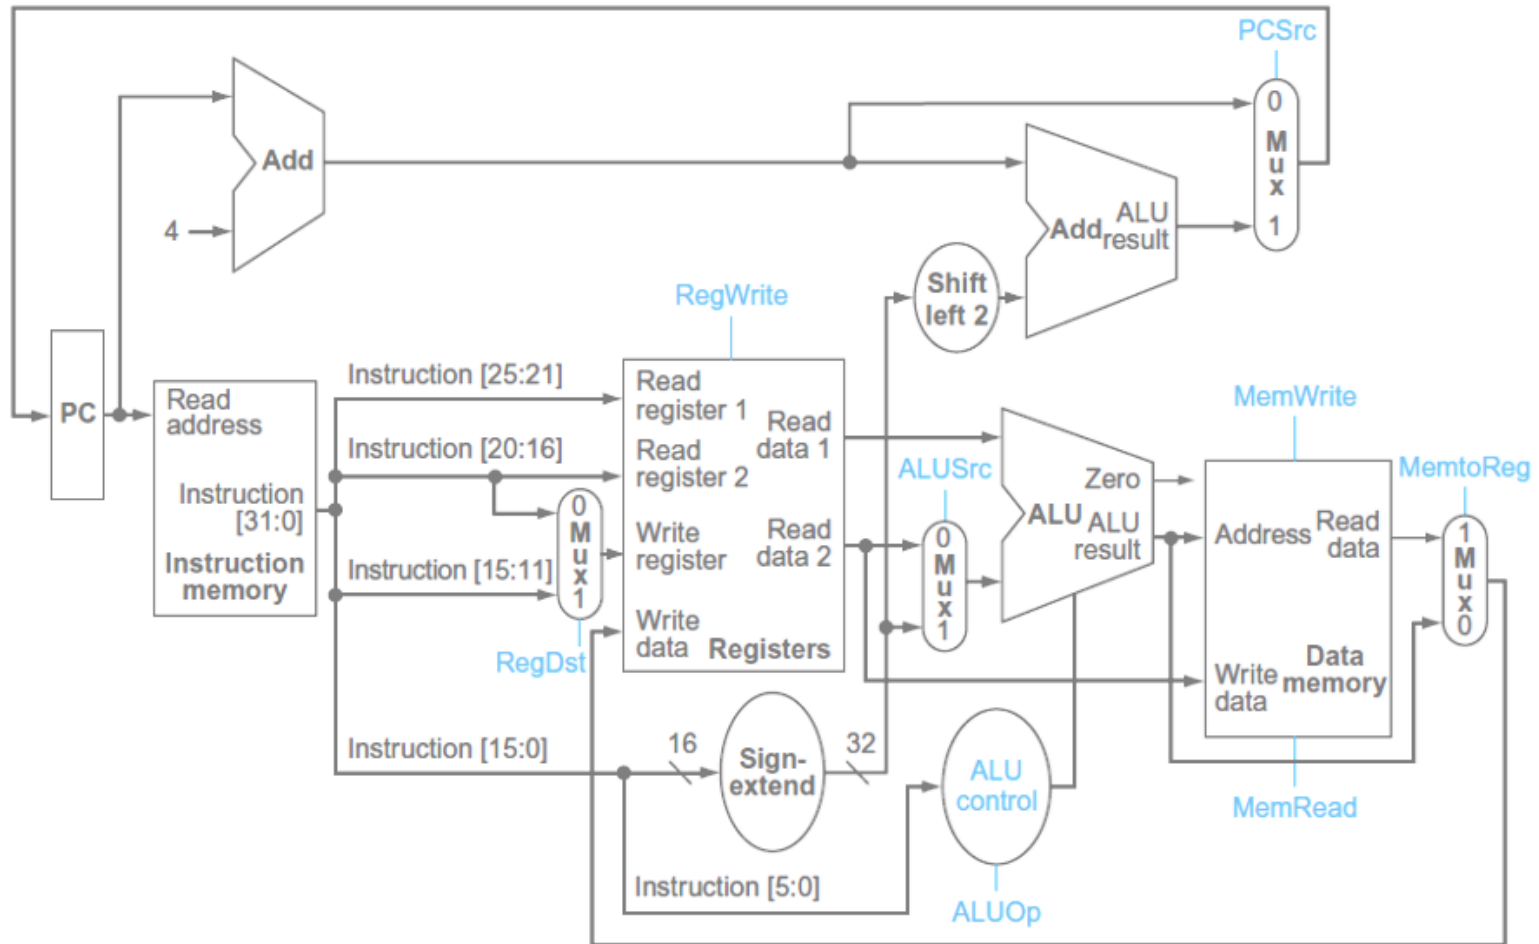 PCSrc
0
M
u
x
1
Add
4
Add
ALU
result
Shift
left 2
RegWrite
PC
Read
address
Instruction
[31:0]
Instruction
memory
Instruction [25:21]
Instruction [20:16]
Instruction [15:11]
Instruction [15:0]
Instruction [5:0]
0
M
u
x
1
RegDst
Read
register 1
Read
register 2
Write
register
Write
data
Read
data 1
Read
data 2
Registers
16
Sign-
extend
32
ALUSrc
0
M
u
x
1
Zero
ALU
ALU
result
ALU
control
ALUOp
MemWrite
Address
Read
data
Write
data
Data
memory
MemRead
MemtoReg
1
M
u
x
0